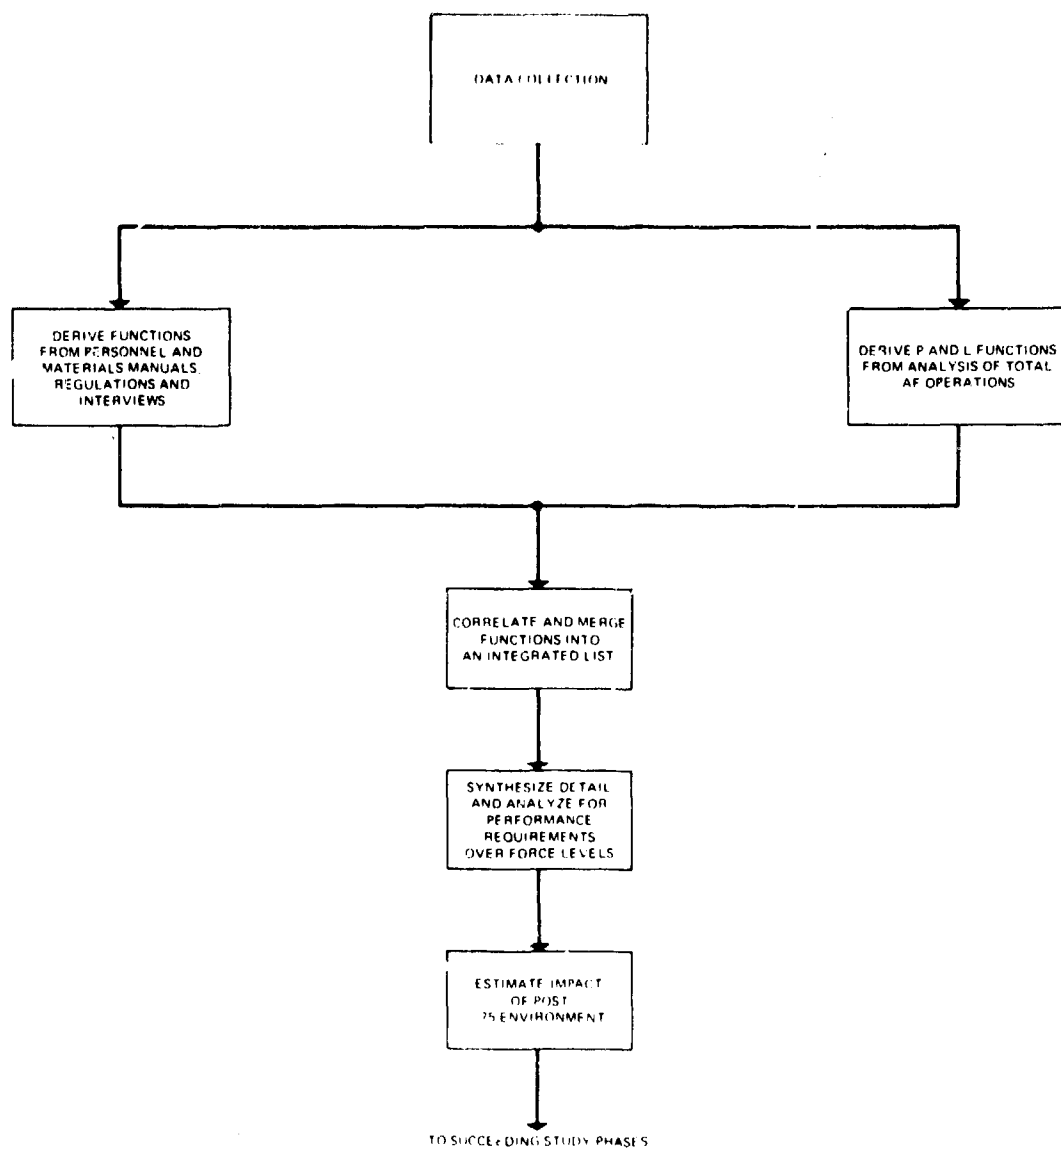 DATA COLLECTION
DERIVE FUNCTIONS
FROM PERSONNEL AND
MATERIALS MANUALS,
REGULATIONS AND
INTERVIEWS
DERIVE P AND L FUNCTIONS
FROM ANALYSIS OF TOTAL
AF OPERATIONS
CORRELATE AND MERGE
FUNCTIONS INTO
AN INTEGRATED LIST
SYNTHESIZE DETAIL
AND ANALYZE FOR
PERFORMANCE
REQUIREMENTS
OVER FORCE LEVELS
ESTIMATE IMPACT
OF POST
75 ENVIRONMENT
TO SUCCEEDING STUDY PHASES